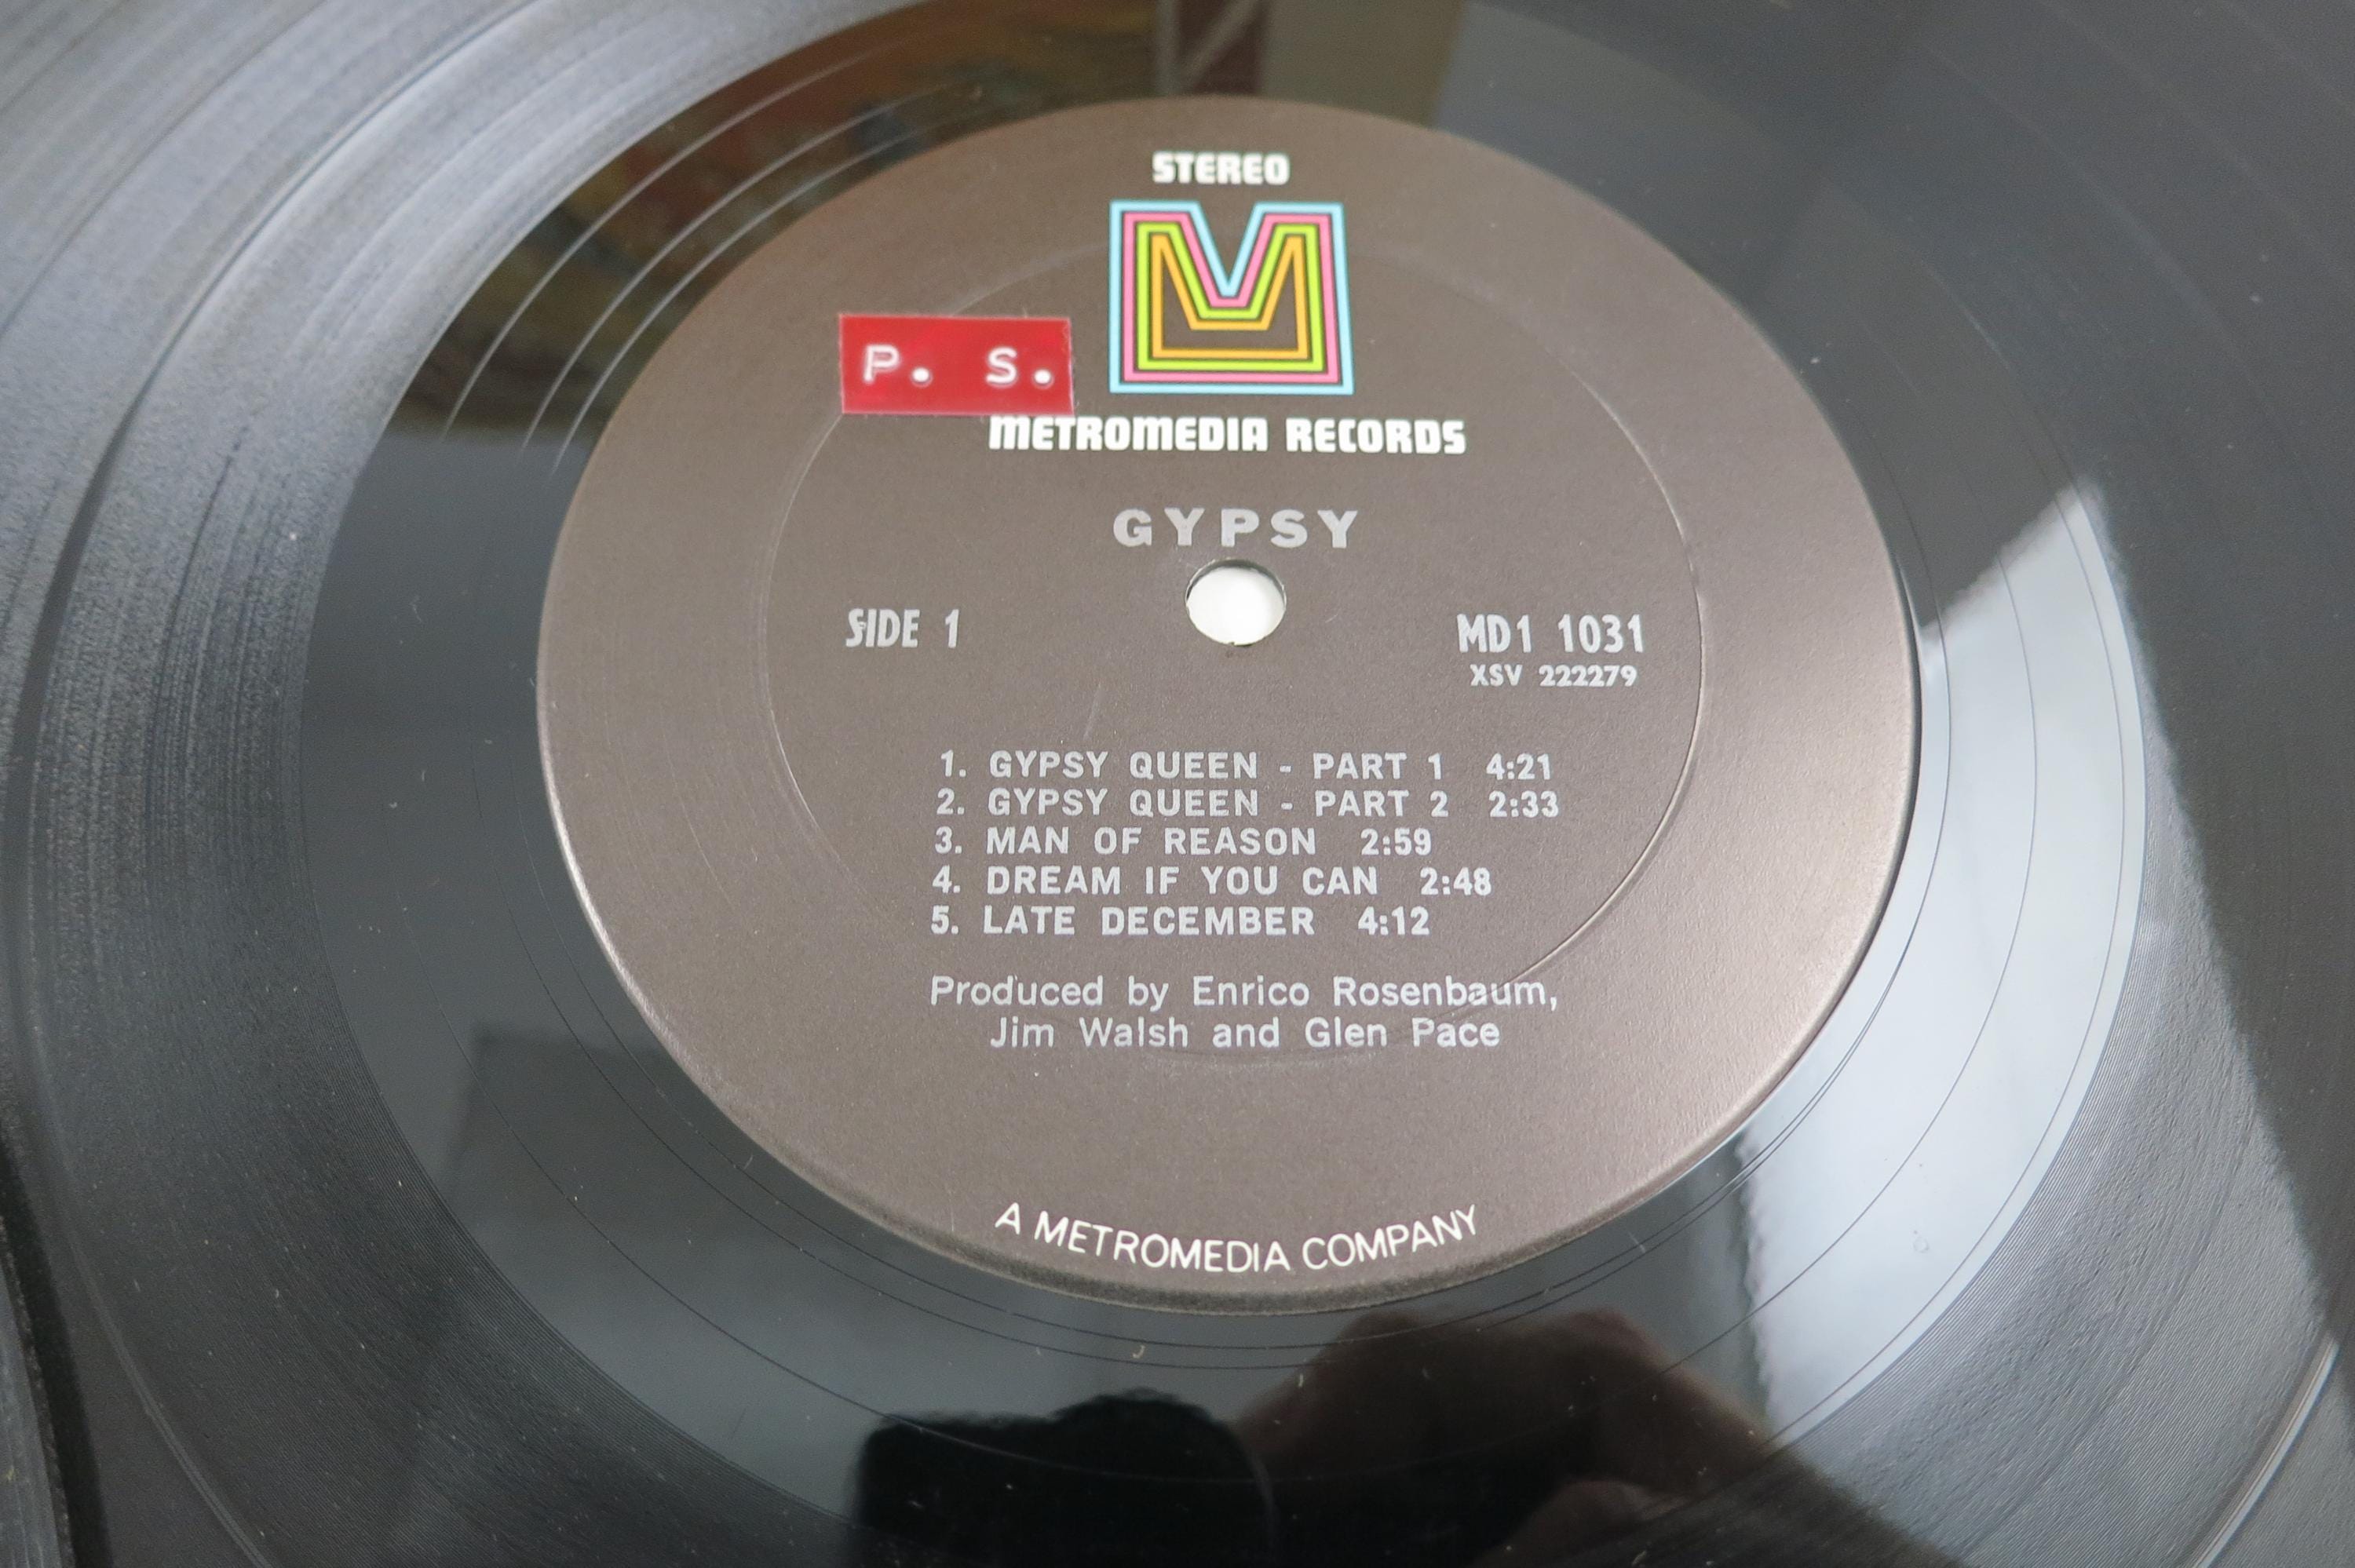 STEREO
P. S.
METROMEDIA RECORDS
GYPSY
SIDE 1
MD1 1031
XSV 222279
1. GYPSY QUEEN - PART 1 4:21
2. GYPSY QUEEN - PART 2 2:33
3. MAN OF REASON 2:59
4. DREAM IF YOU CAN 2:48
5. LATE DECEMBER 4:12
Produced by Enrico Rosenbaum,
Jim Walsh and Glen Pace
A METROMEDIA COMPANY